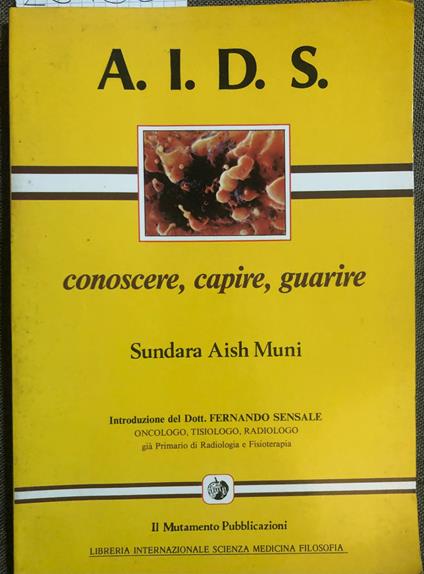 A. I. D. S.
conoscere, capire, guarire
Sundara Aish Muni
Introduzione del Dott. FERNANDO SENSALE
ONCOLOGO, TISIOLOGO, RADIOLOGO
già Primario di Radiologia e Fisioterapia
Il Mutamento Pubblicazioni
LIBRERIA INTERNAZIONALE SCIENZA MEDICINA FILOSOFIA